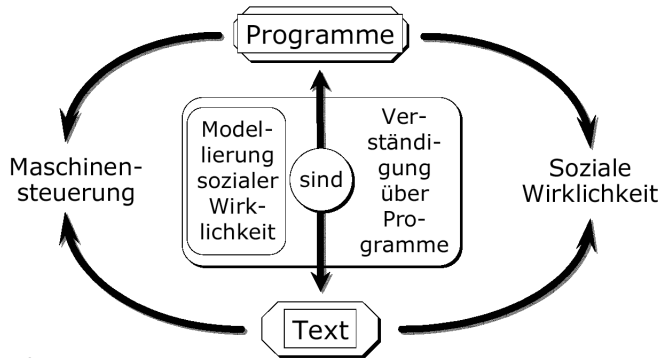 Programme
Maschinen-
steuerung
Model-
lierung
sozialer
Wirk-
lichkeit
sind
Ver-
ständi-
gung
über
Pro-
gramme
Soziale
Wirklichkeit
Text